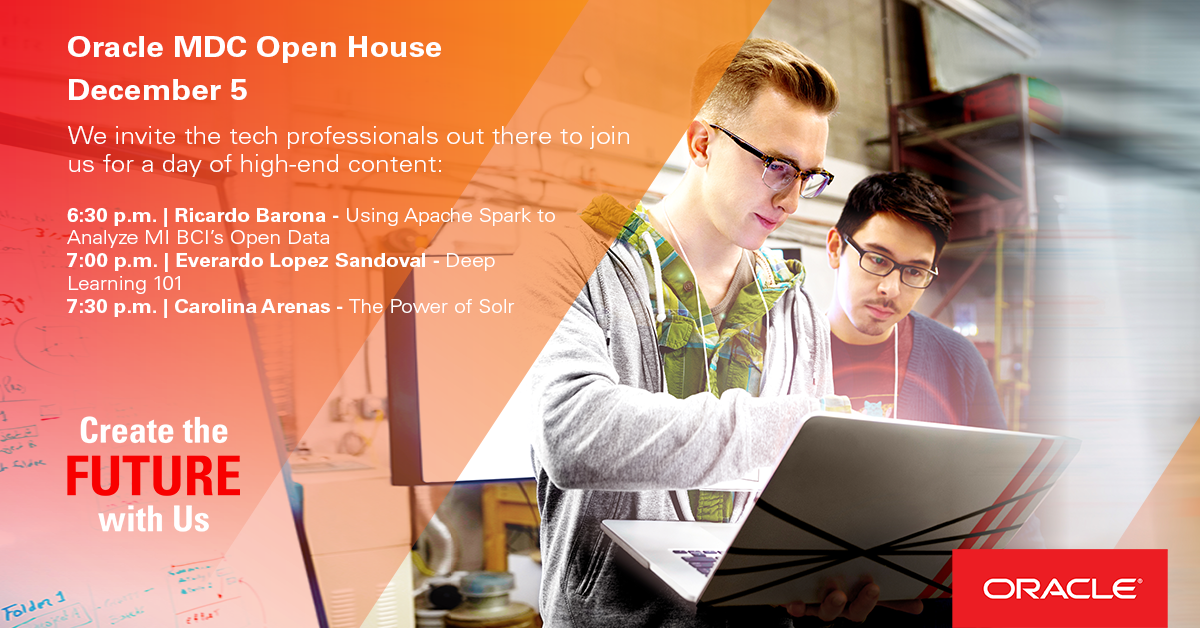 Oracle MDC Open House
December 5
We invite the tech professionals out there to join
us for a day of high-end content:
6:30 p.m. | Ricardo Barona - Using Apache Spark to
Analyze MI BCI's Open Data
7:00 p.m. | Everardo Lopez Sandoval - Deep
Learning 101
7:30 p.m. | Carolina Arenas - The Power of Solr
Create the
FUTURE
with Us
Folder 1
ORACLE®